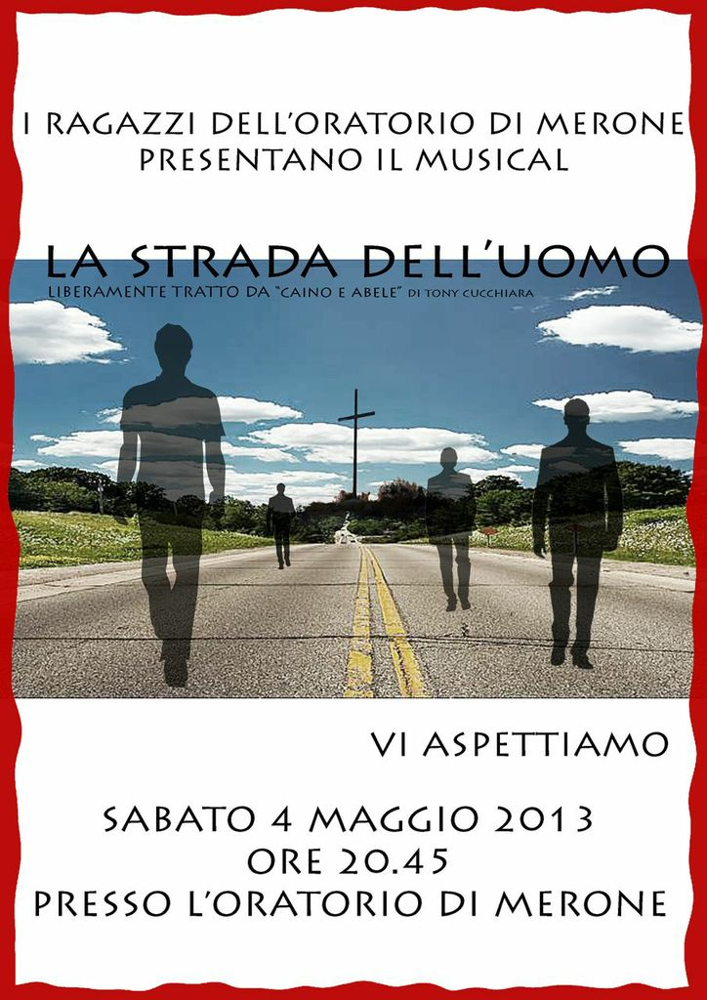 I RAGAZZI DELL'ORATORIO DI MERONE
PRESENTANO IL MUSICAL
LA STRADA DELL'UOMO
LIBERAMENTE TRATTO DA "CAINO E ABELE" DI TONY CUCCHIARA
VI ASPETTIAMO
SABATO 4 MAGGIO 2013
ORE 20.45
PRESSO L'ORATORIO DI MERONE